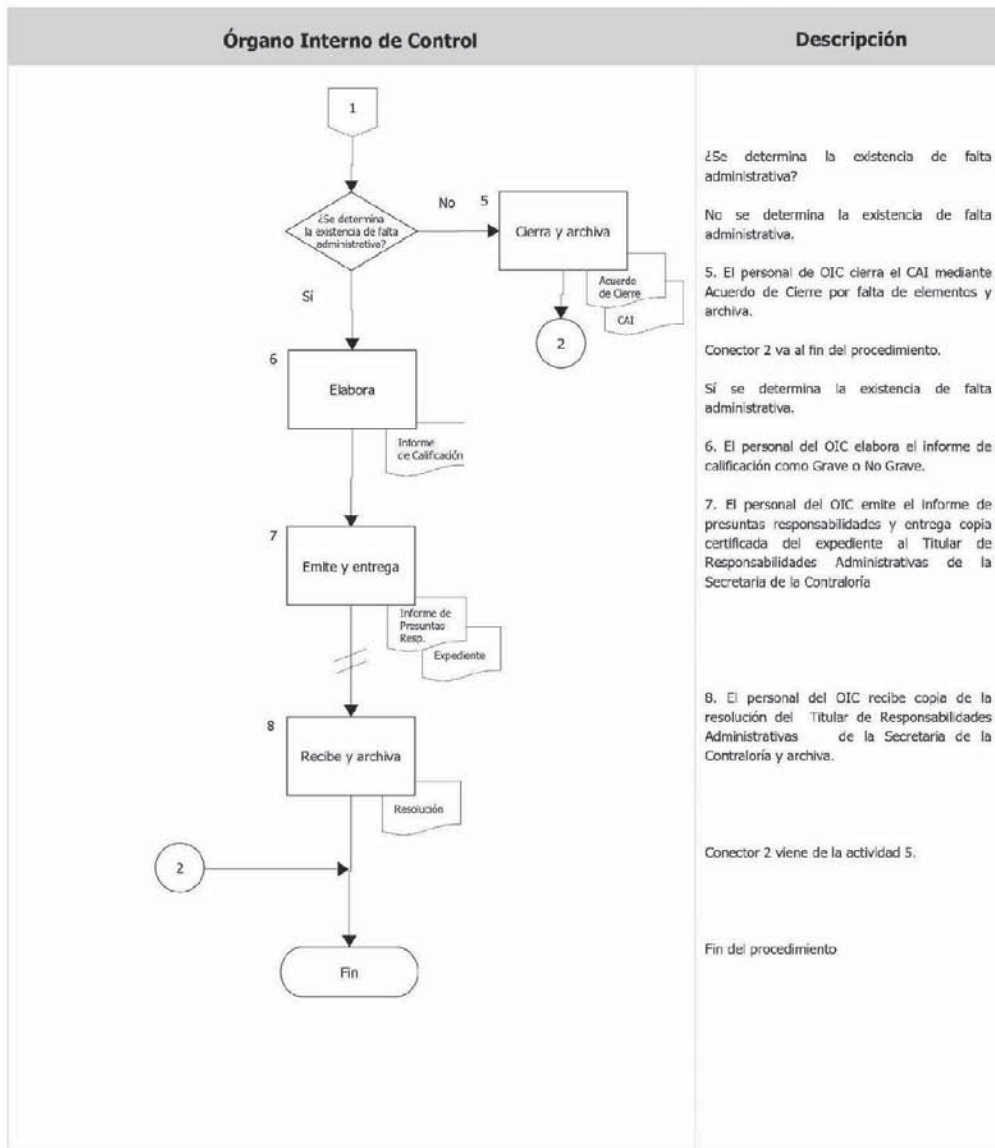 Órgano Interno de Control
Descripción
1
¿Se determina
la existencia de falta
administrativa?
No
5
Cierra y archiva
Acuerdo
de Cierre
CAI
2
Sí
6
Elabora
Informe
de Calificación
7
Emite y entrega
Informe de
Presuntas
Resp.
Expediente
8
Recibe y archiva
Resolución
2
Fin
¿Se determina la existencia de falta
administrativa?
No se determina la existencia de falta
administrativa.
5. El personal de OIC cierra el CAI mediante
Acuerdo de Cierre por falta de elementos y
archiva.
Conector 2 va al fin del procedimiento.
Sí se determina la existencia de falta
administrativa.
6. El personal del OIC elabora el informe de
calificación como Grave o No Grave.
7. El personal del OIC emite el informe de
presuntas responsabilidades y entrega copia
certificada del expediente al Titular de
Responsabilidades Administrativas de la
Secretaria de la Contraloría
8. El personal del OIC recibe copia de la
resolución del Titular de Responsabilidades
Administrativas de la Secretaria de la
Contraloría y archiva.
Conector 2 viene de la actividad 5.
Fin del procedimiento